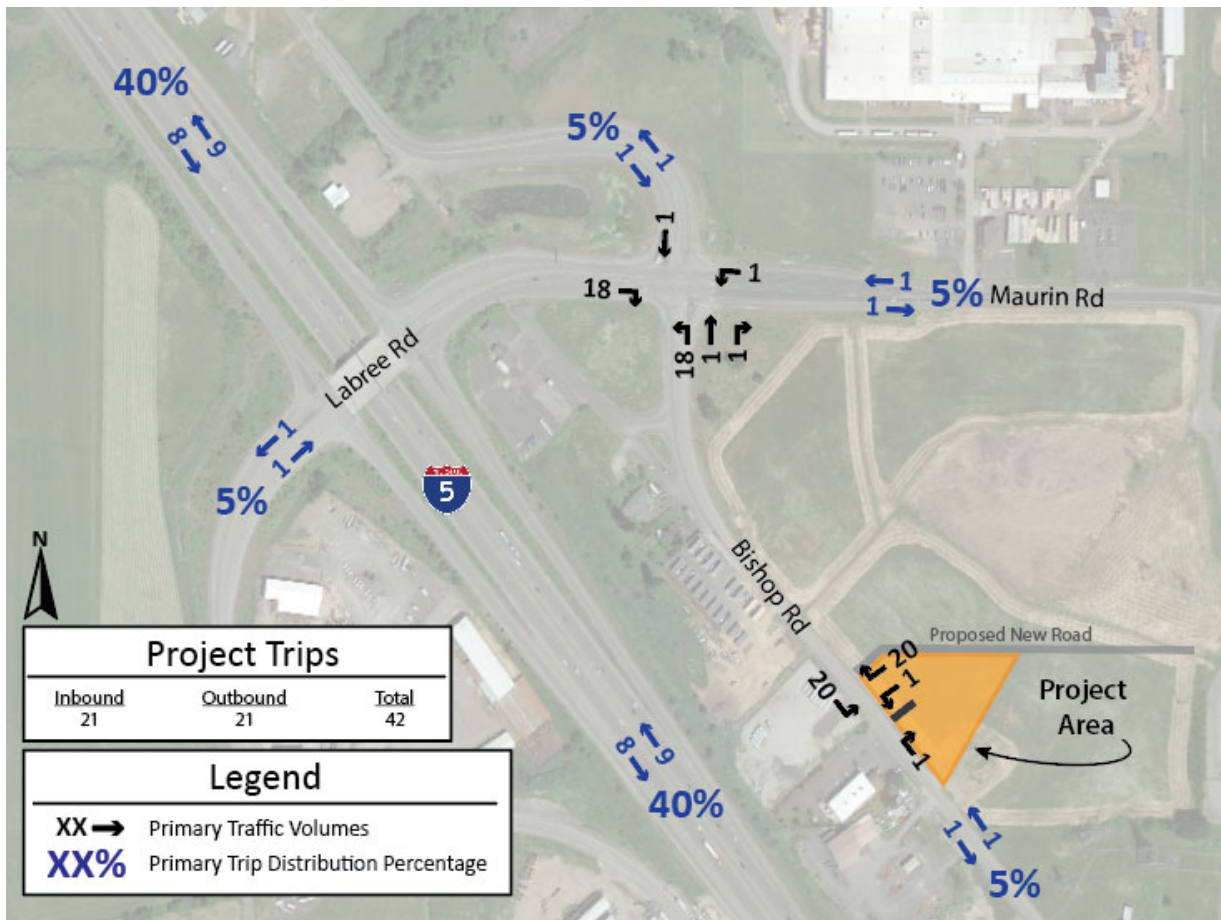 40%
8
9
5%
1
1
1
18
1
1
1
5% Maurin Rd
18
1
1
Labree Rd
1
1
5%
5
N
Bishop Rd
Project Trips
Inbound Outbound Total
21 21 42
Proposed New Road
20
1
20
1
Project
Area
8
9
40%
1
1
5%
Legend
XX Primary Traffic Volumes
XX% Primary Trip Distribution Percentage